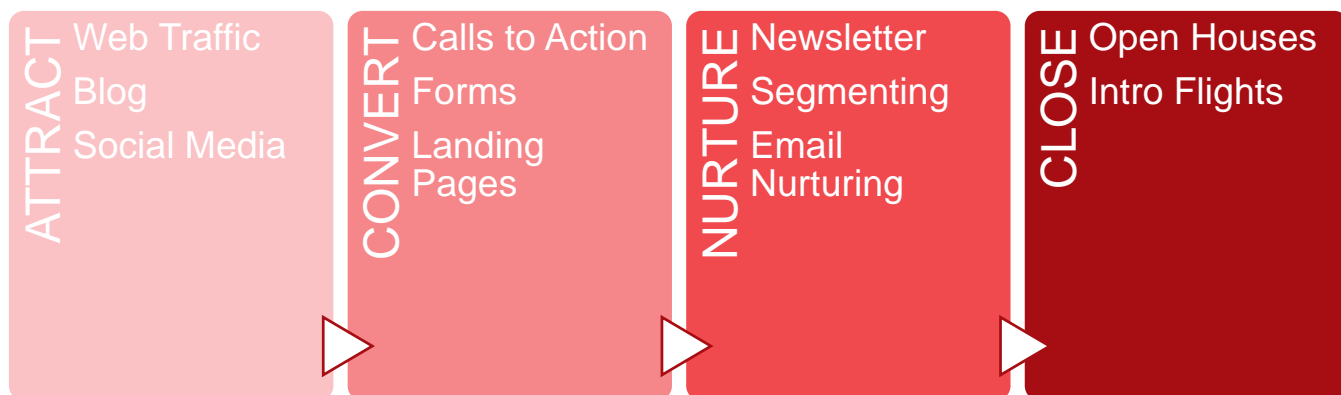 ATTRACT
Web Traffic
Blog
Social Media
CONVERT
Calls to Action
Forms
Landing
Pages
NURTURE
Newsletter
Segmenting
Email
Nurturing
CLOSE
Open Houses
Intro Flights